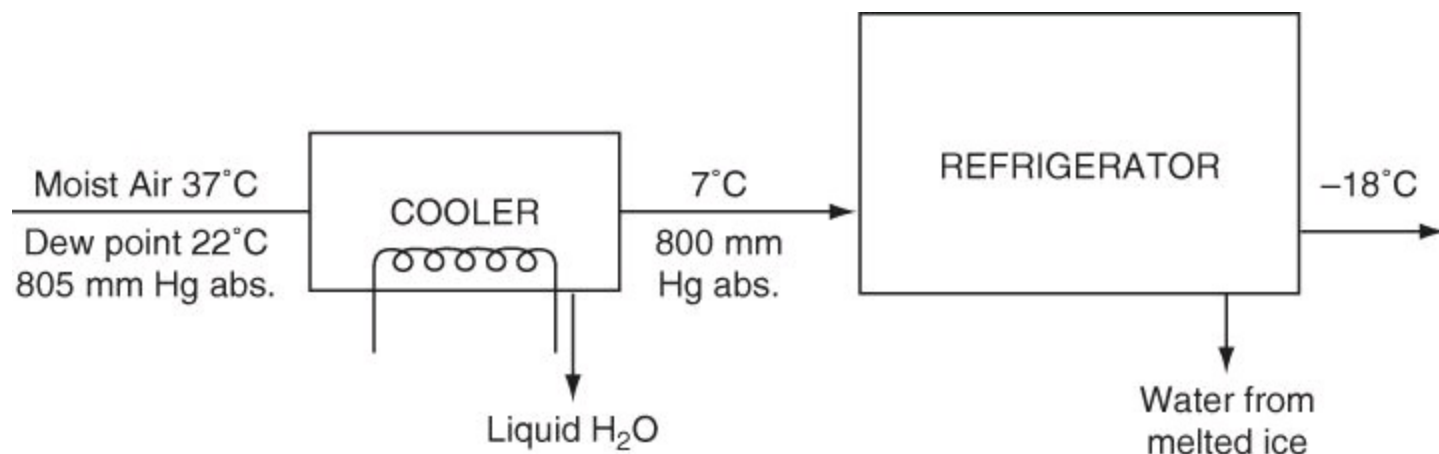 Moist Air 37˚C
Dew point 22˚C
805 mm Hg abs.
COOLER
Liquid H₂O
7˚C
800 mm
Hg abs.
REFRIGERATOR
–18˚C
Water from
melted ice